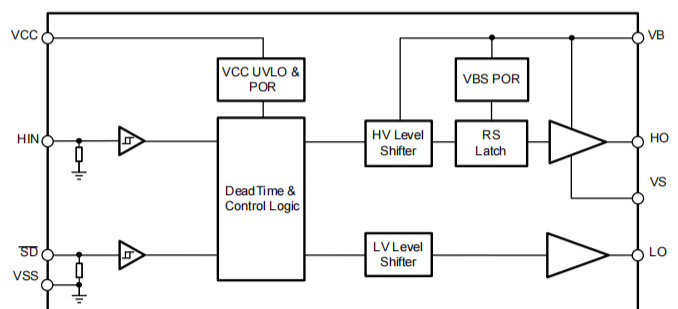 VCC
VB
VCC UVLO &
POR
VBS POR
HIN
HV Level
Shifter
RS
Latch
HO
DeadTime &
Control Logic
VS
SD
LV Level
Shifter
LO
VSS